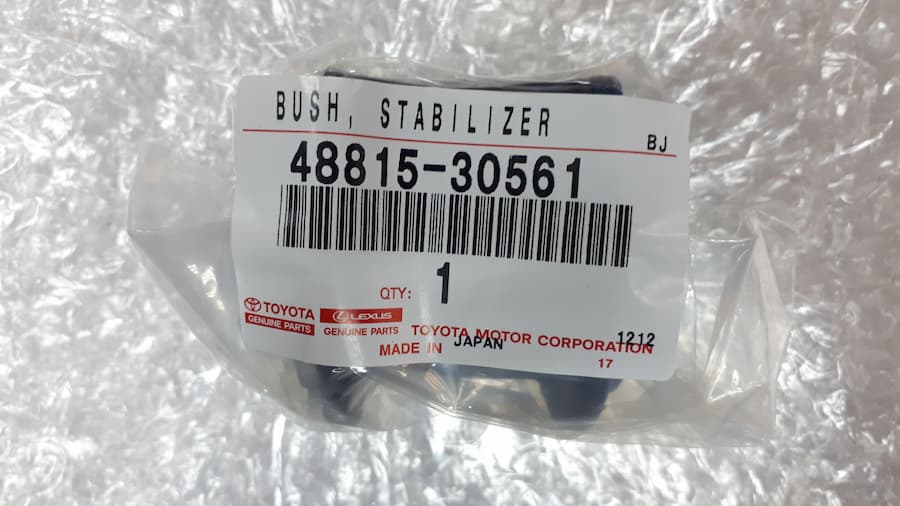 BUSH, STABILIZER
BJ
48815-30561
QTY: 1
TOYOTA LEXUS
GENUINE PARTS GENUINE PARTS
TOYOTA MOTOR CORPORATION 1212
MADE IN JAPAN
17